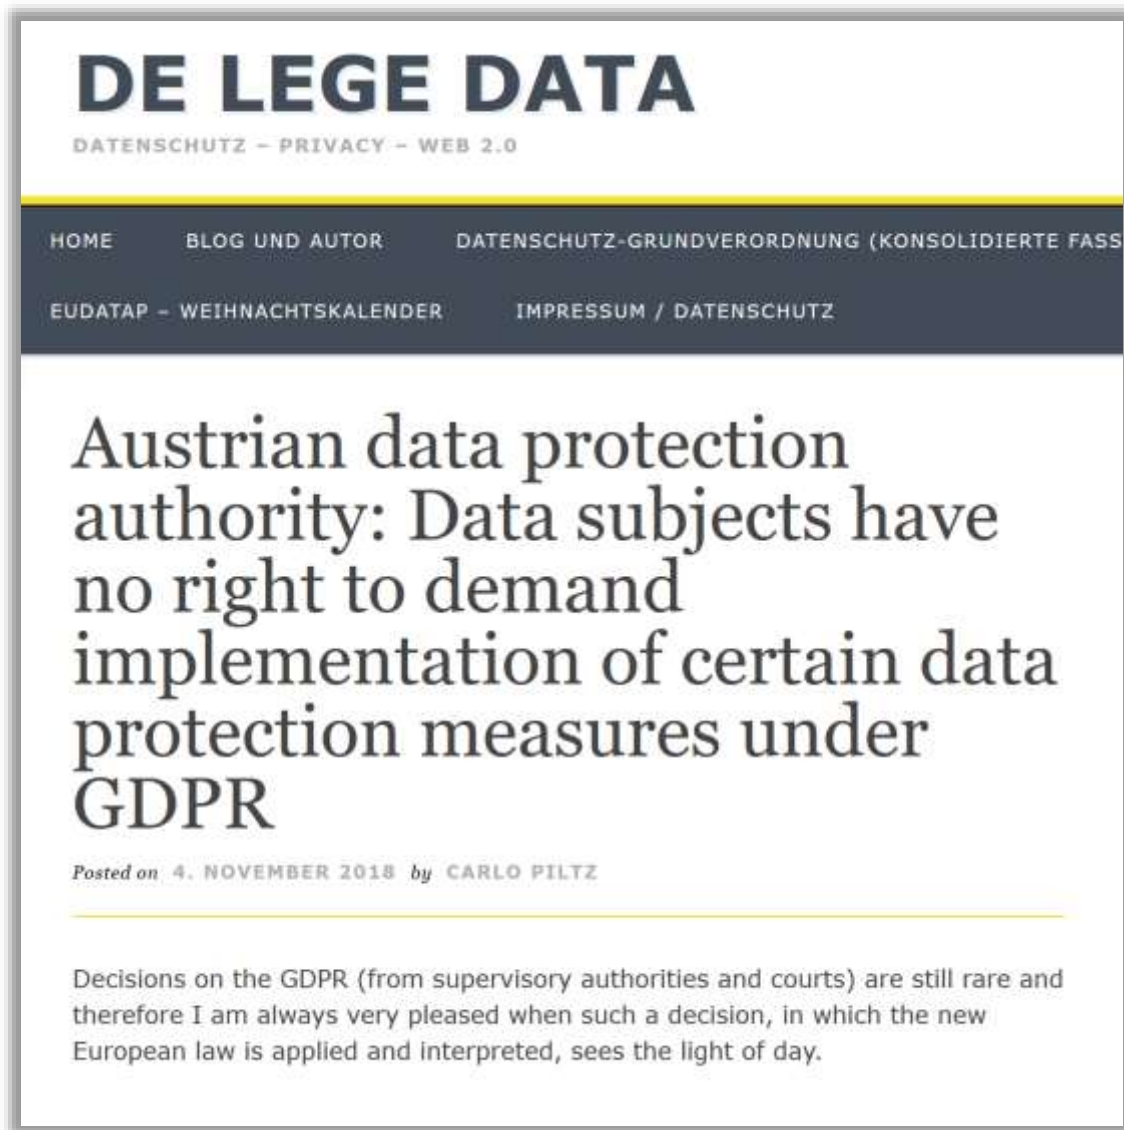 DE LEGE DATA
DATENSCHUTZ – PRIVACY – WEB 2.0
HOME BLOG UND AUTOR DATENSCHUTZ-GRUNDVERORDNUNG (KONSOLIDIERTE FASS
EUDATAP – WEIHNACHTSKALENDER IMPRESSUM / DATENSCHUTZ
Austrian data protection
authority: Data subjects have
no right to demand
implementation of certain data
protection measures under
GDPR
Posted on 4. NOVEMBER 2018 by CARLO PILTZ
Decisions on the GDPR (from supervisory authorities and courts) are still rare and
therefore I am always very pleased when such a decision, in which the new
European law is applied and interpreted, sees the light of day.